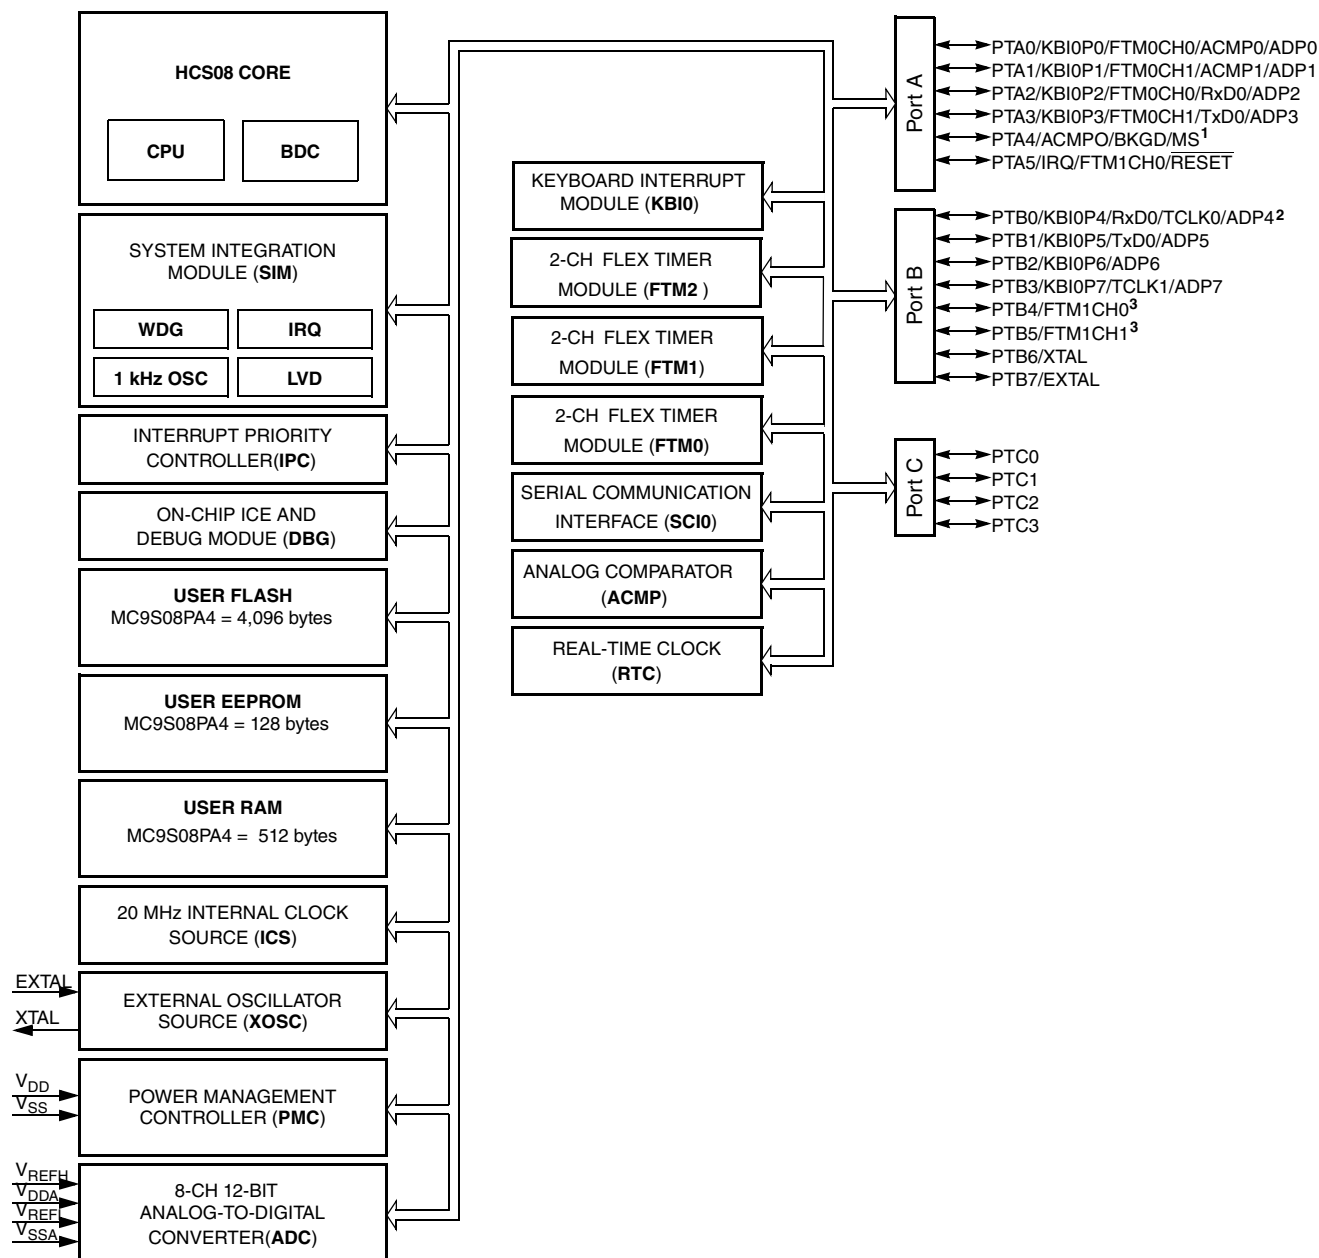 HCS08 CORE
CPU
BDC
SYSTEM INTEGRATION
MODULE (SIM)
WDG
IRQ
1 kHz OSC
LVD
INTERRUPT PRIORITY
CONTROLLER(IPC)
ON-CHIP ICE AND
DEBUG MODUE (DBG)
USER FLASH
MC9S08PA4 = 4,096 bytes
USER EEPROM
MC9S08PA4 = 128 bytes
USER RAM
MC9S08PA4 = 512 bytes
20 MHz INTERNAL CLOCK
SOURCE (ICS)
EXTAL
XTAL
EXTERNAL OSCILLATOR
SOURCE (XOSC)
VDD
VSS
POWER MANAGEMENT
CONTROLLER (PMC)
VREFH
VDDA
VREFL
VSSA
8-CH 12-BIT
ANALOG-TO-DIGITAL
CONVERTER(ADC)
KEYBOARD INTERRUPT
MODULE (KBI0)
2-CH FLEX TIMER
MODULE (FTM2 )
2-CH FLEX TIMER
MODULE (FTM1)
2-CH FLEX TIMER
MODULE (FTM0)
SERIAL COMMUNICATION
INTERFACE (SCI0)
ANALOG COMPARATOR
(ACMP)
REAL-TIME CLOCK
(RTC)
Port A
PTA0/KBI0P0/FTM0CH0/ACMP0/ADP0
PTA1/KBI0P1/FTM0CH1/ACMP1/ADP1
PTA2/KBI0P2/FTM0CH0/RxD0/ADP2
PTA3/KBI0P3/FTM0CH1/TxD0/ADP3
PTA4/ACMPO/BKGD/MS1
PTA5/IRQ/FTM1CH0/RESET
Port B
PTB0/KBI0P4/RxD0/TCLK0/ADP42
PTB1/KBI0P5/TxD0/ADP5
PTB2/KBI0P6/ADP6
PTB3/KBI0P7/TCLK1/ADP7
PTB4/FTM1CH03
PTB5/FTM1CH13
PTB6/XTAL
PTB7/EXTAL
Port C
PTC0
PTC1
PTC2
PTC3